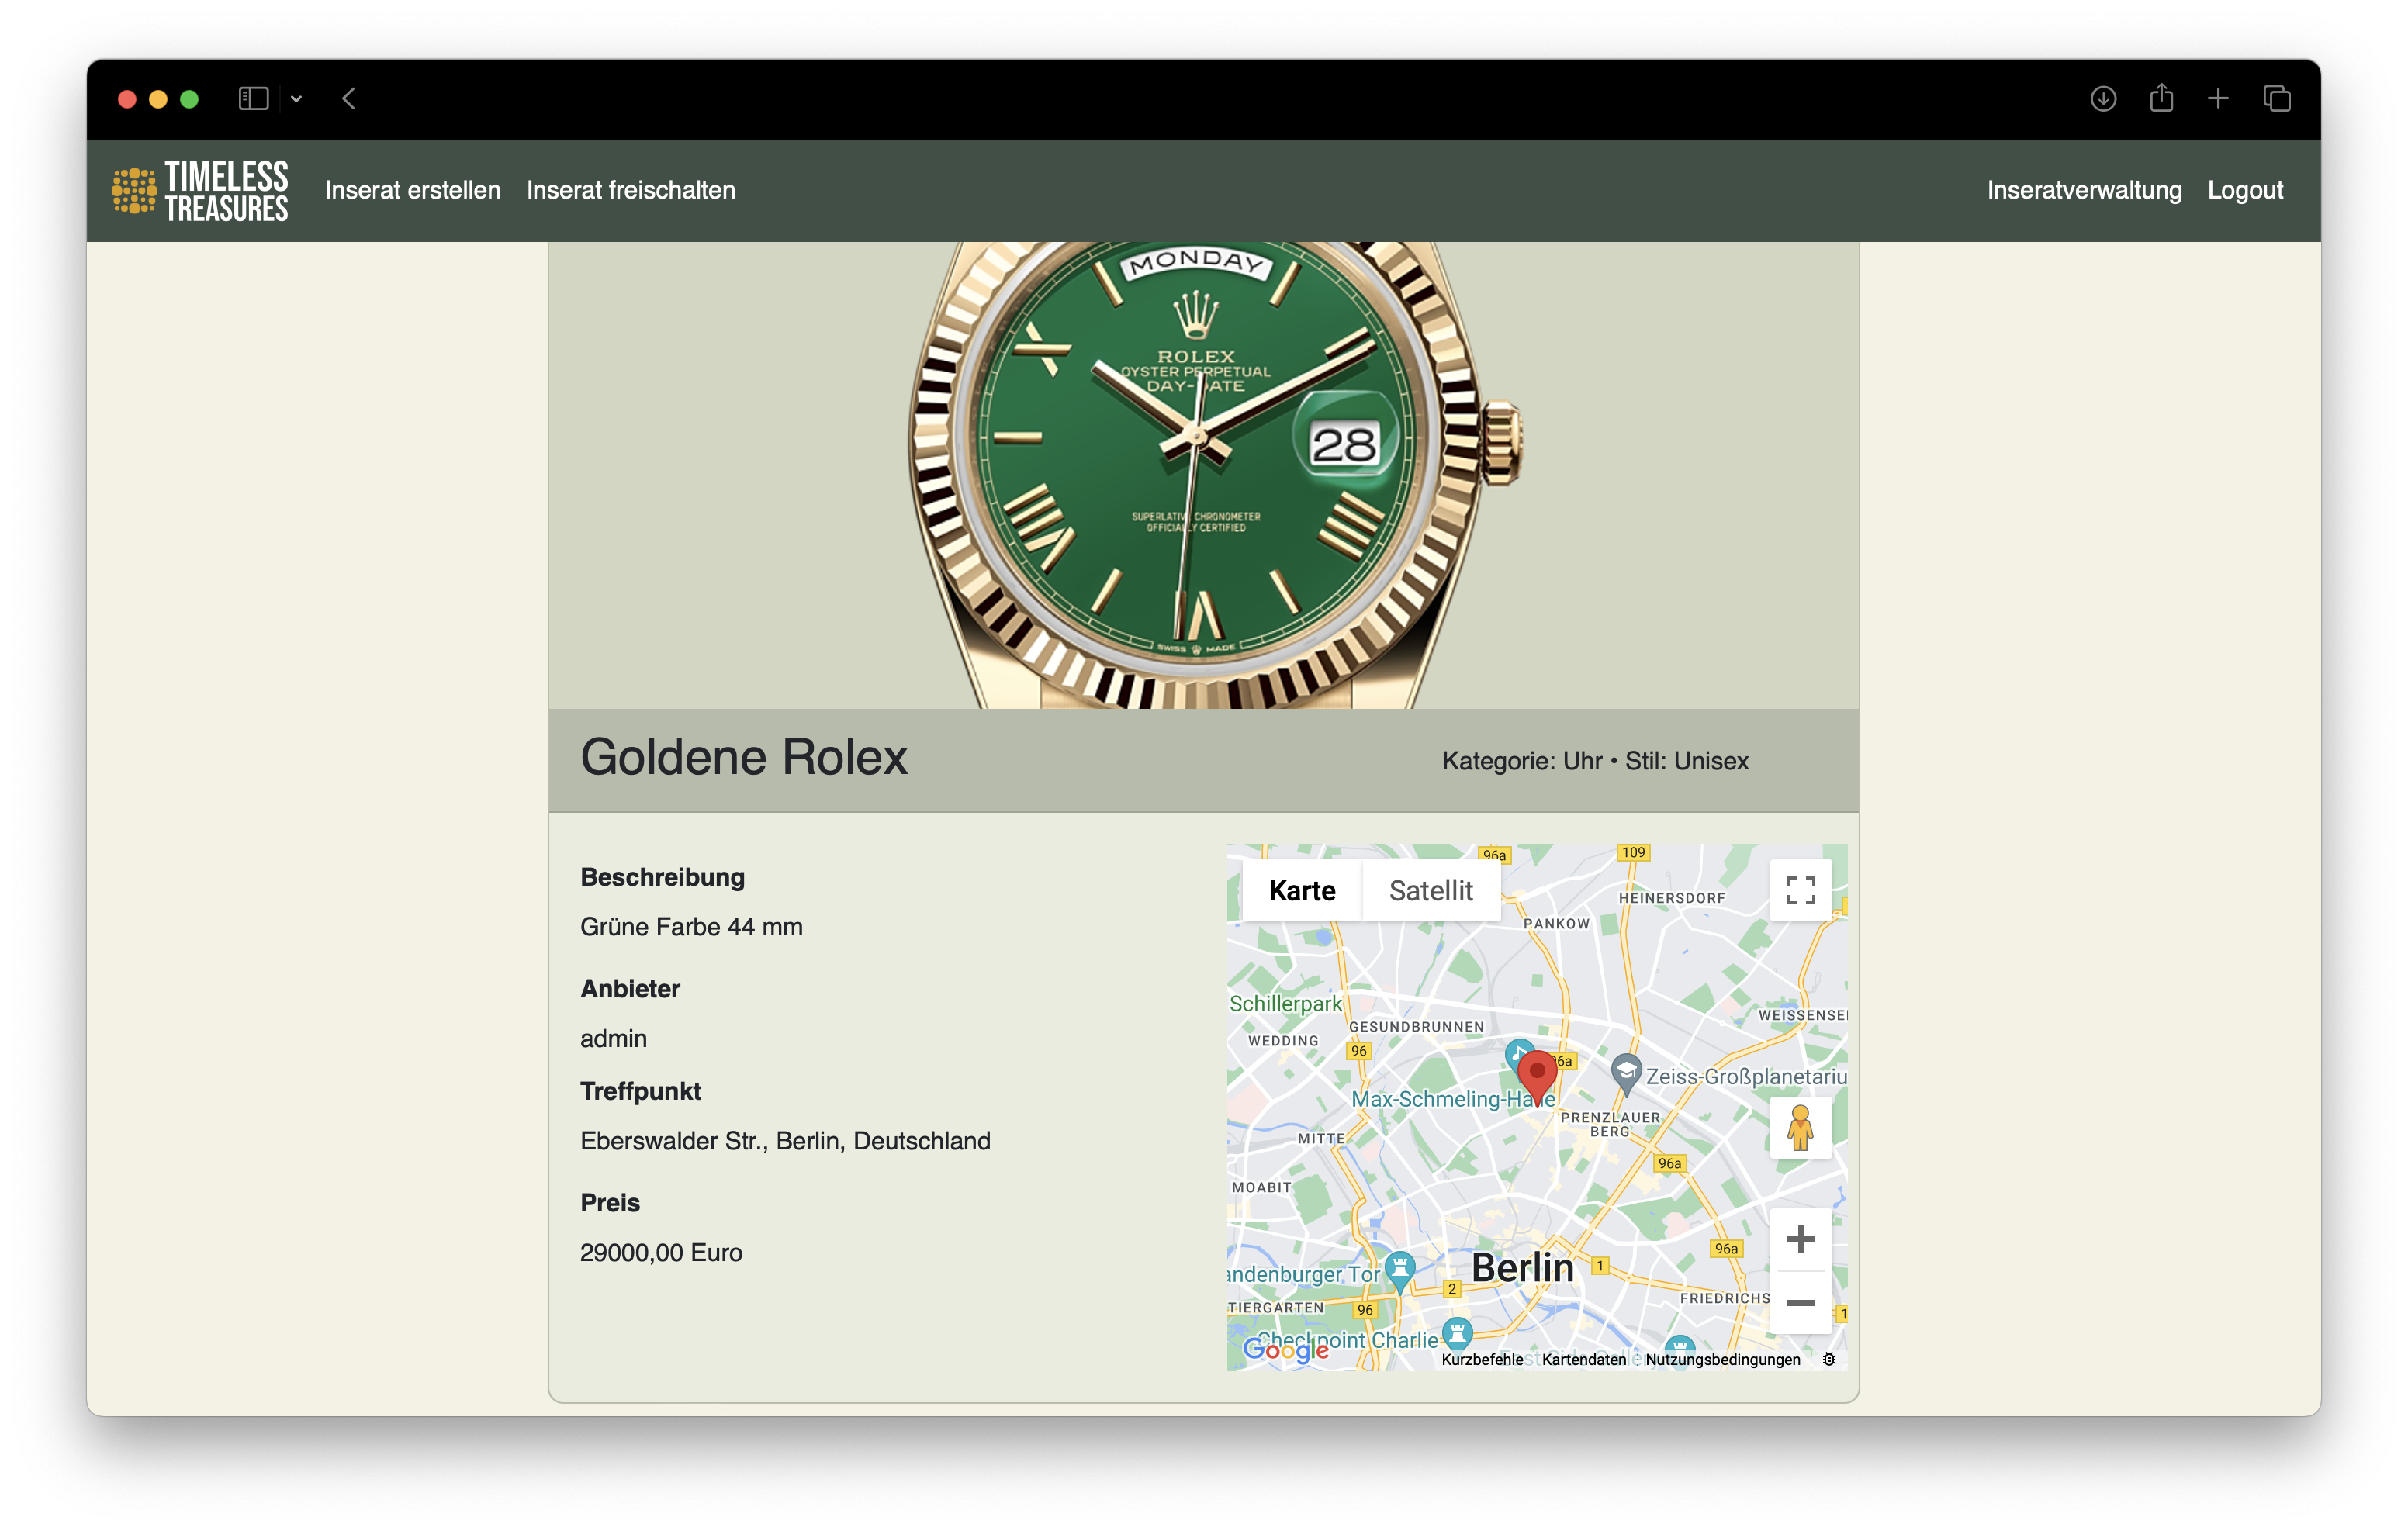 TIMELESS
TREASURES
Inserat erstellen
Inserat freischalten
Inseratverwaltung
Logout
MONDAY
ROLEX
OYSTER PERPETUAL
DAY-DATE
28
SUPERLATIVE CHRONOMETER
OFFICIALLY CERTIFIED
SWISS MADE
Goldene Rolex
Kategorie: Uhr • Stil: Unisex
Beschreibung
Grüne Farbe 44 mm
Anbieter
admin
Treffpunkt
Eberswalder Str., Berlin, Deutschland
Preis
29000,00 Euro
96a
109
Karte
Satellit
HEINERSDORF
PANKOW
Schillerpark
WEISSENSE
GESUNDBRUNNEN
WEDDING
96
96a
Zeiss-Großplanetariu
Max-Schmeling-Halle
PRENZLAUER
BERG
MITTE
96a
MOABIT
96a
Berlin
1
andenburger Tor
2
FRIEDRICHS
TIERGARTEN
96
1
Checkpoint Charlie
Google
Kurzbefehle
Kartendaten
Nutzungsbedingungen